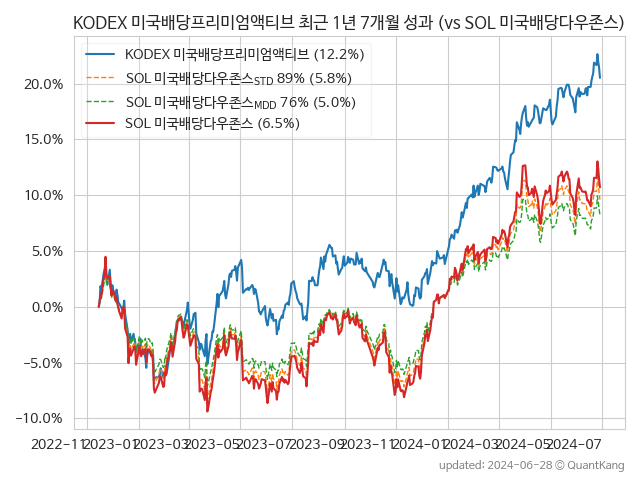 KODEX 미국배당프리미엄액티브 최근 1년 7개월 성과 (vs SOL 미국배당다우존스)
KODEX 미국배당프리미엄액티브 (12.2%)
SOL 미국배당다우존스STD 89% (5.8%)
SOL 미국배당다우존스MDD 76% (5.0%)
SOL 미국배당다우존스 (6.5%)
20.0%
15.0%
10.0%
5.0%
0.0%
−5.0%
−10.0%
2022-11 2023-01 2023-03 2023-05 2023-07 2023-09 2023-11 2024-01 2024-03 2024-05 2024-07
updated: 2024-06-28 © QuantKang